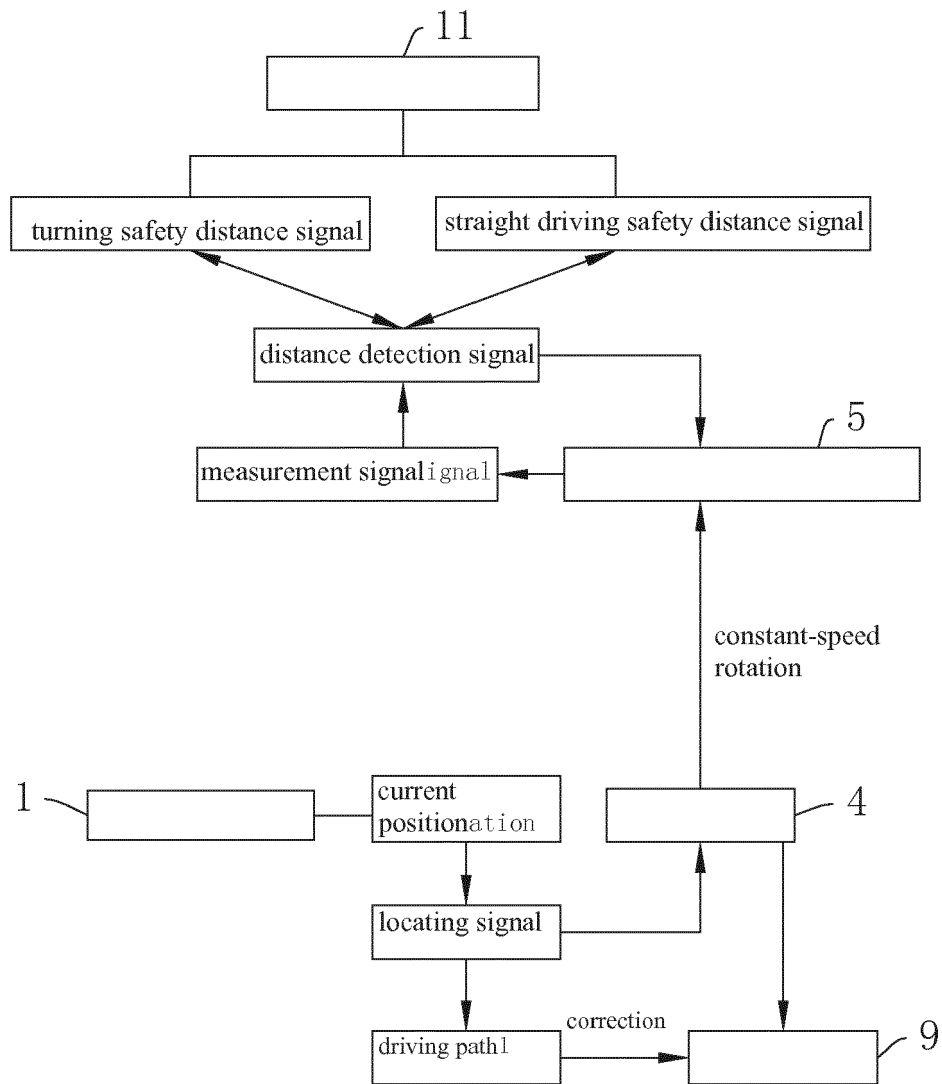 11
turning safety distance signal
straight driving safety distance signal
distance detection signal
5
measurement signalignal
constant-speed
rotation
1
current
positionation
4
locating signal
correction
driving pathl
9